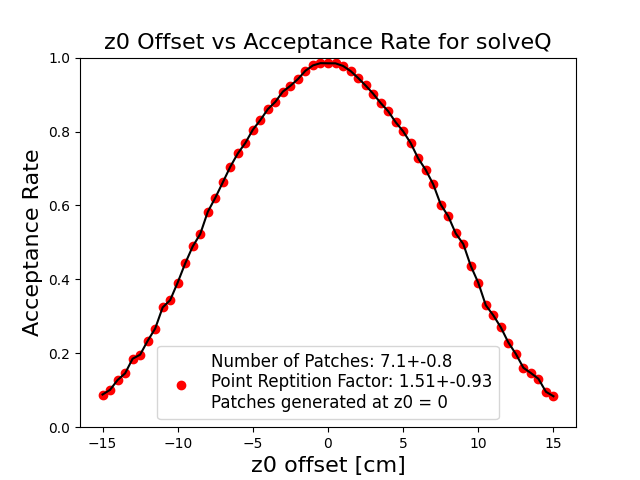 z0 Offset vs Acceptance Rate for solveQ
Acceptance Rate
1.0
0.8
0.6
0.4
0.2
0.0
Number of Patches: 7.1+-0.8
Point Reptition Factor: 1.51+-0.93
Patches generated at z0 = 0
−15
−10
−5
0
5
10
15
z0 offset [cm]